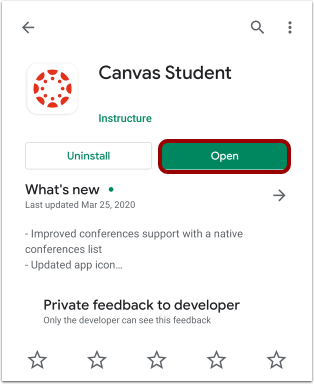 Canvas Student
Instructure
Uninstall
Open
What's new
Last updated Mar 25, 2020
- Improved conferences support with a native
conferences list
- Updated app icon...
Private feedback to developer
Only the developer can see this feedback